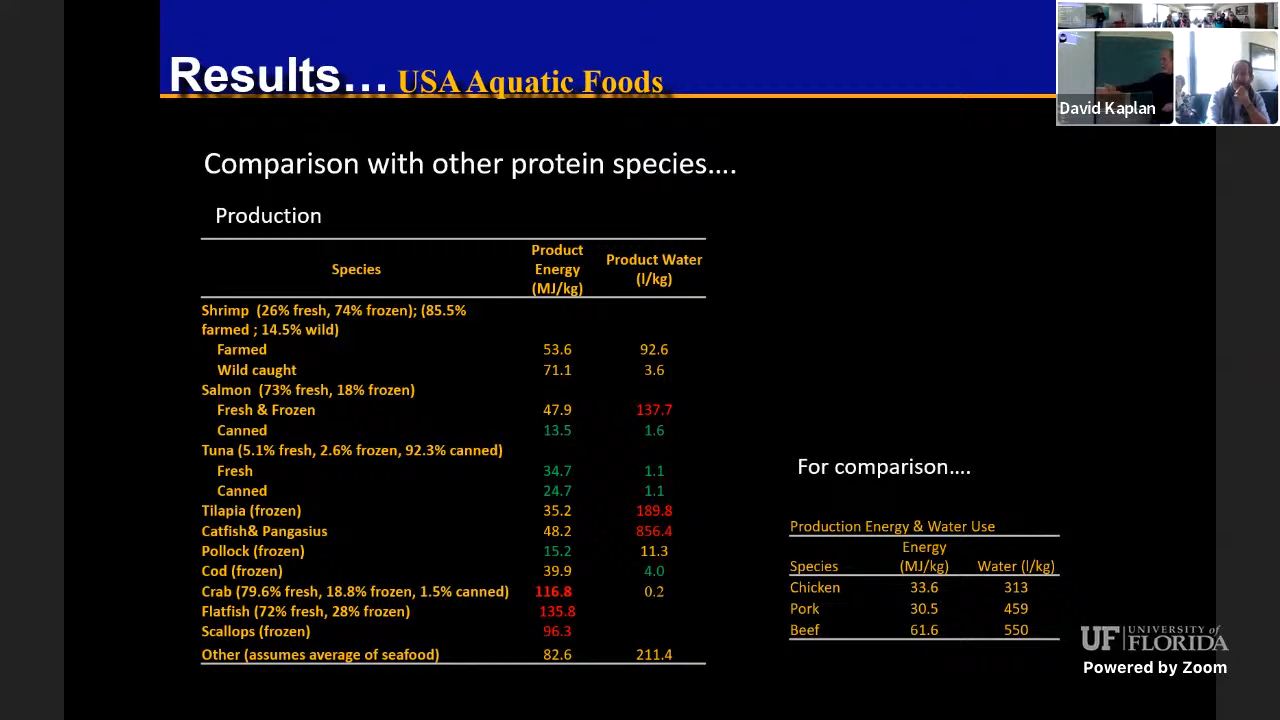 Results… USA Aquatic Foods
David Kaplan
Comparison with other protein species….
Production
Species Product Energy (MJ/kg) Product Water (l/kg)
Shrimp (26% fresh, 74% frozen); (85.5%
farmed ; 14.5% wild)
Farmed 53.6 92.6
Wild caught 71.1 3.6
Salmon (73% fresh, 18% frozen)
Fresh & Frozen 47.9 137.7
Canned 13.5 1.6
Tuna (5.1% fresh, 2.6% frozen, 92.3% canned)
Fresh 34.7 1.1
Canned 24.7 1.1
Tilapia (frozen) 35.2 189.8
Catfish& Pangasius 48.2 856.4
Pollock (frozen) 15.2 11.3
Cod (frozen) 39.9 4.0
Crab (79.6% fresh, 18.8% frozen, 1.5% canned) 116.8 0.2
Flatfish (72% fresh, 28% frozen) 135.8
Scallops (frozen) 96.3
Other (assumes average of seafood) 82.6 211.4
For comparison….
Production Energy & Water Use
Species Energy (MJ/kg) Water (l/kg)
Chicken 33.6 313
Pork 30.5 459
Beef 61.6 550
UF UNIVERSITY of FLORIDA
Powered by Zoom